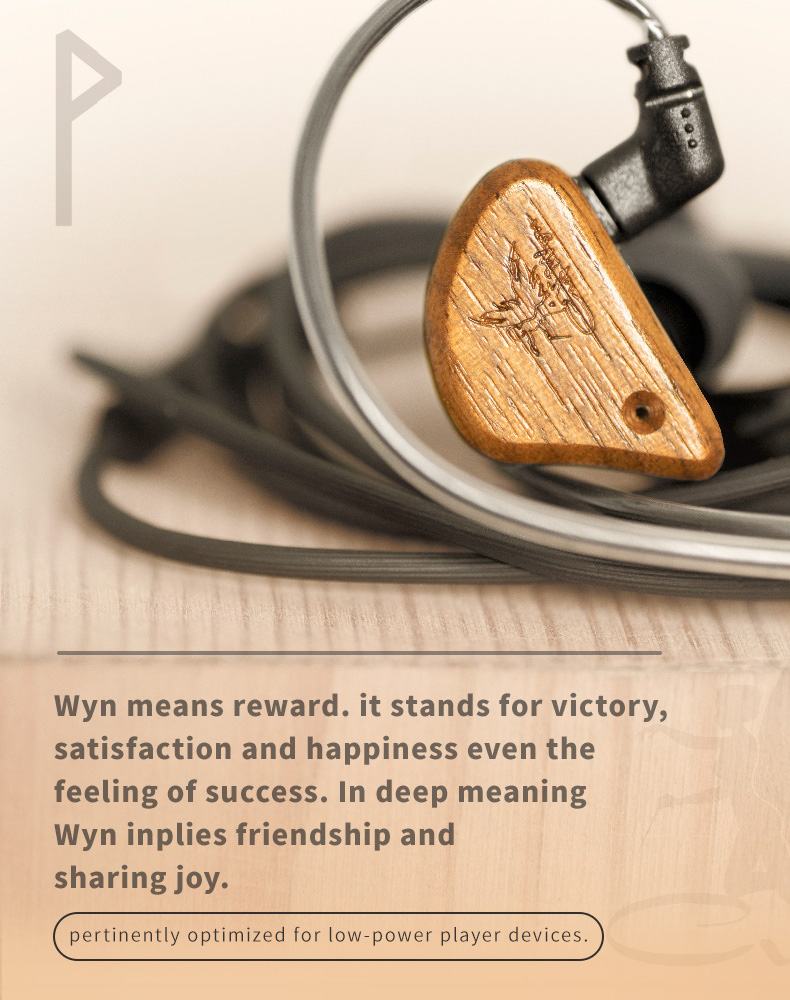 ᚹ
Wyn means reward. it stands for victory,
satisfaction and happiness even the
feeling of success. In deep meaning
Wyn inplies friendship and
sharing joy.
pertinently optimized for low-power player devices.